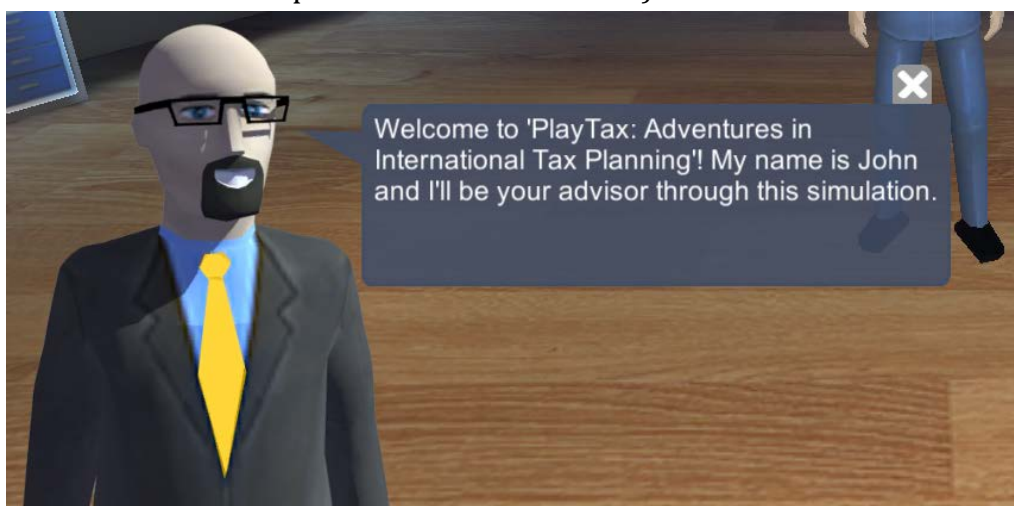 Welcome to 'PlayTax: Adventures in
International Tax Planning'! My name is John
and I'll be your advisor through this simulation.